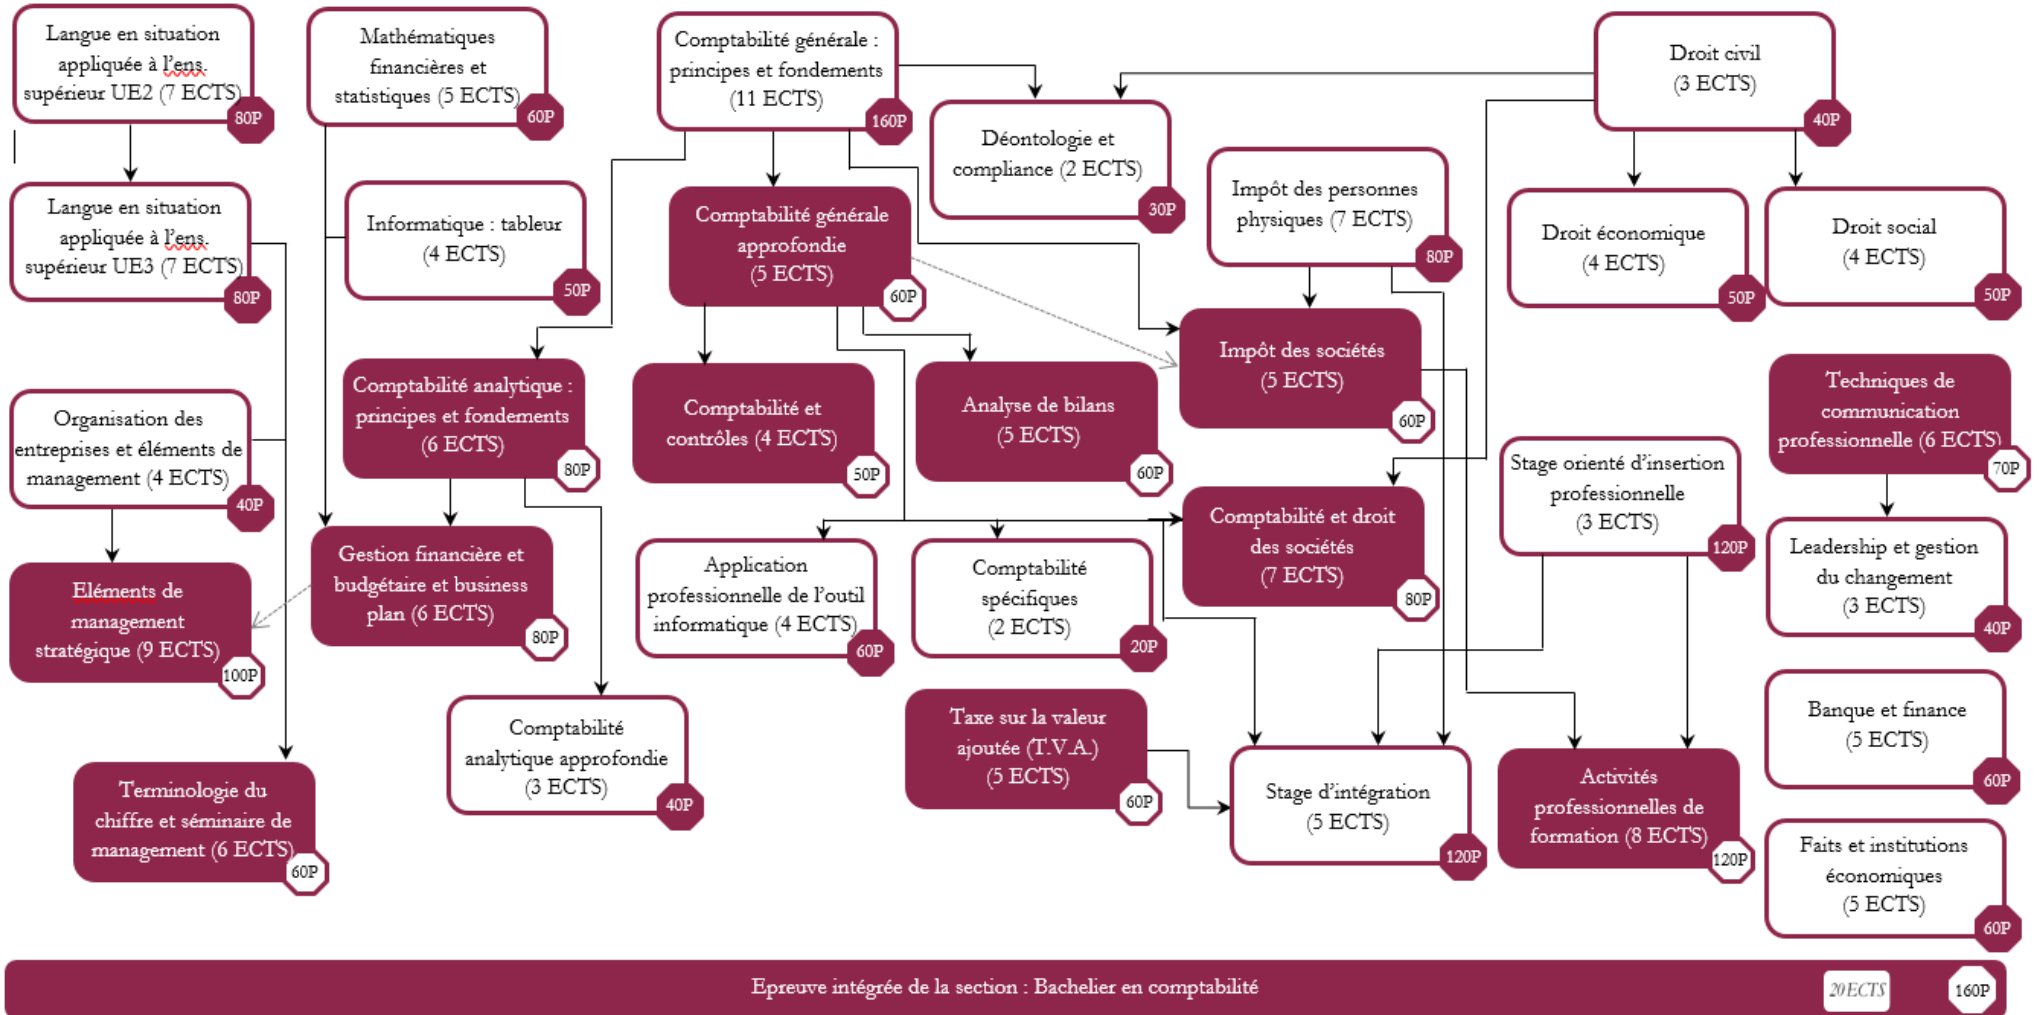 Langue en situation
appliquée à l'ens.
supérieur UE2 (7 ECTS)
80P
Mathématiques
financières et
statistiques (5 ECTS)
60P
Comptabilité générale :
principes et fondements
(11 ECTS)
160P
Droit civil
(3 ECTS)
40P
Déontologie et
compliance (2 ECTS)
30P
Langue en situation
appliquée à l'ens.
supérieur UE3 (7 ECTS)
80P
Informatique : tableur
(4 ECTS)
50P
Comptabilité générale
approfondie
(5 ECTS)
60P
Impôt des personnes
physiques (7 ECTS)
80P
Droit économique
(4 ECTS)
50P
Droit social
(4 ECTS)
50P
Organisation des
entreprises et éléments de
management (4 ECTS)
40P
Comptabilité analytique :
principes et fondements
(6 ECTS)
80P
Comptabilité et
contrôles (4 ECTS)
50P
Analyse de bilans
(5 ECTS)
60P
Impôt des sociétés
(5 ECTS)
60P
Techniques de
communication
professionnelle (6 ECTS)
70P
Stage orienté d'insertion
professionnelle
(3 ECTS)
120P
Eléments de
management
stratégique (9 ECTS)
100P
Gestion financière et
budgétaire et business
plan (6 ECTS)
80P
Application
professionnelle de l'outil
informatique (4 ECTS)
60P
Comptabilité
spécifiques
(2 ECTS)
20P
Comptabilité et droit
des sociétés
(7 ECTS)
80P
Leadership et gestion
du changement
(3 ECTS)
40P
Comptabilité
analytique approfondie
(3 ECTS)
40P
Taxe sur la valeur
ajoutée (T.V.A.)
(5 ECTS)
60P
Banque et finance
(5 ECTS)
60P
Terminologie du
chiffre et séminaire de
management (6 ECTS)
60P
Stage d'intégration
(5 ECTS)
120P
Activités
professionnelles de
formation (8 ECTS)
120P
Faits et institutions
économiques
(5 ECTS)
60P
Epreuve intégrée de la section : Bachelier en comptabilité
20 ECTS
160P